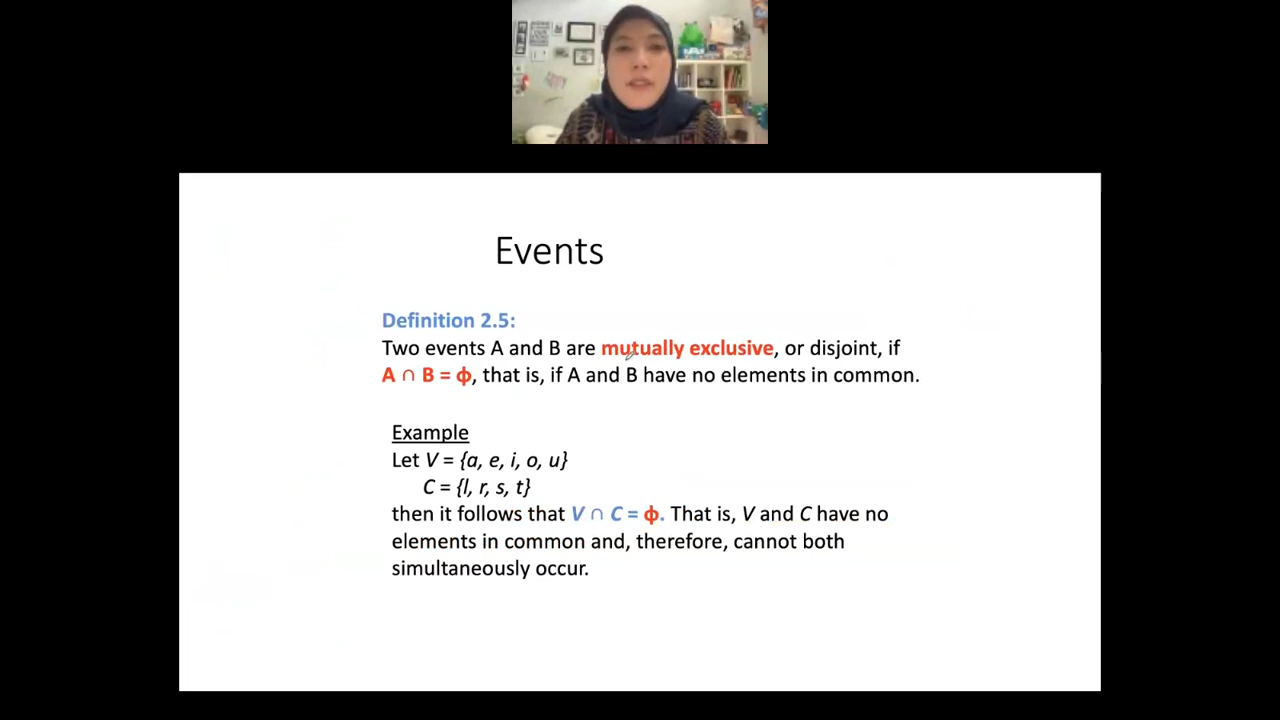 Events
Definition 2.5:
Two events A and B are mutually exclusive, or disjoint, if
A ∩ B = ϕ, that is, if A and B have no elements in common.
Example
Let V = {a, e, i, o, u}
C = {l, r, s, t}
then it follows that V ∩ C = ϕ. That is, V and C have no
elements in common and, therefore, cannot both
simultaneously occur.